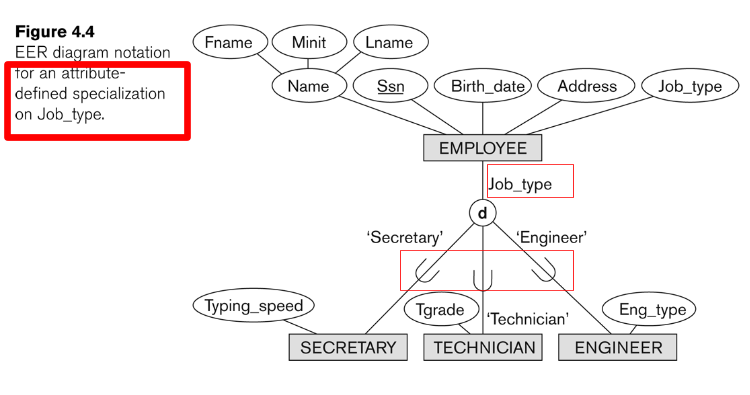 Figure 4.4
EER diagram notation
for an attribute-
defined specialization
on Job_type.
Fname
Minit
Lname
Name
Ssn
Birth_date
Address
Job_type
EMPLOYEE
Job_type
d
‘Secretary’
‘Engineer’
Typing_speed
Tgrade
‘Technician’
Eng_type
SECRETARY
TECHNICIAN
ENGINEER